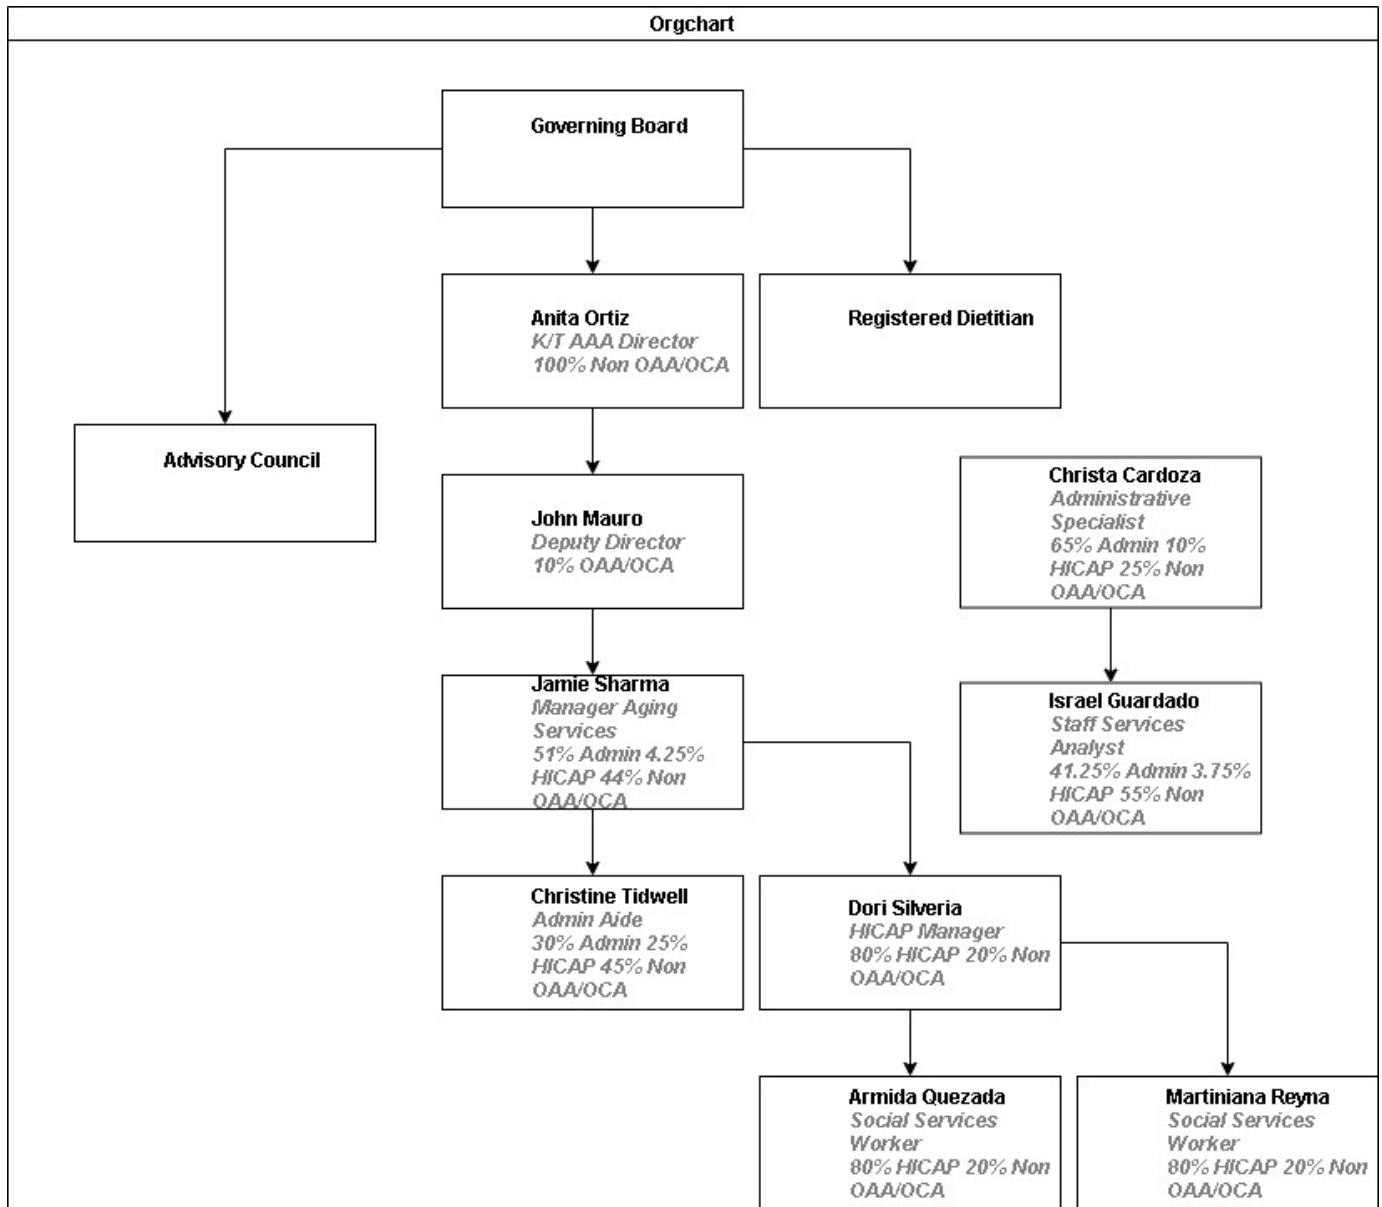 Orgchart
Governing Board
Anita Ortiz
K/T AAA Director
100% Non OAA/OCA
Registered Dietitian
Advisory Council
John Mauro
Deputy Director
10% OAA/OCA
Christa Cardoza
Administrative
Specialist
65% Admin 10%
HICAP 25% Non
OAA/OCA
Jamie Sharma
Manager Aging
Services
51% Admin 4.25%
HICAP 44% Non
OAA/OCA
Israel Guardado
Staff Services
Analyst
41.25% Admin 3.75%
HICAP 55% Non
OAA/OCA
Christine Tidwell
Admin Aide
30% Admin 25%
HICAP 45% Non
OAA/OCA
Dori Silveria
HICAP Manager
80% HICAP 20% Non
OAA/OCA
Armida Quezada
Social Services
Worker
80% HICAP 20% Non
OAA/OCA
Martiniana Reyna
Social Services
Worker
80% HICAP 20% Non
OAA/OCA